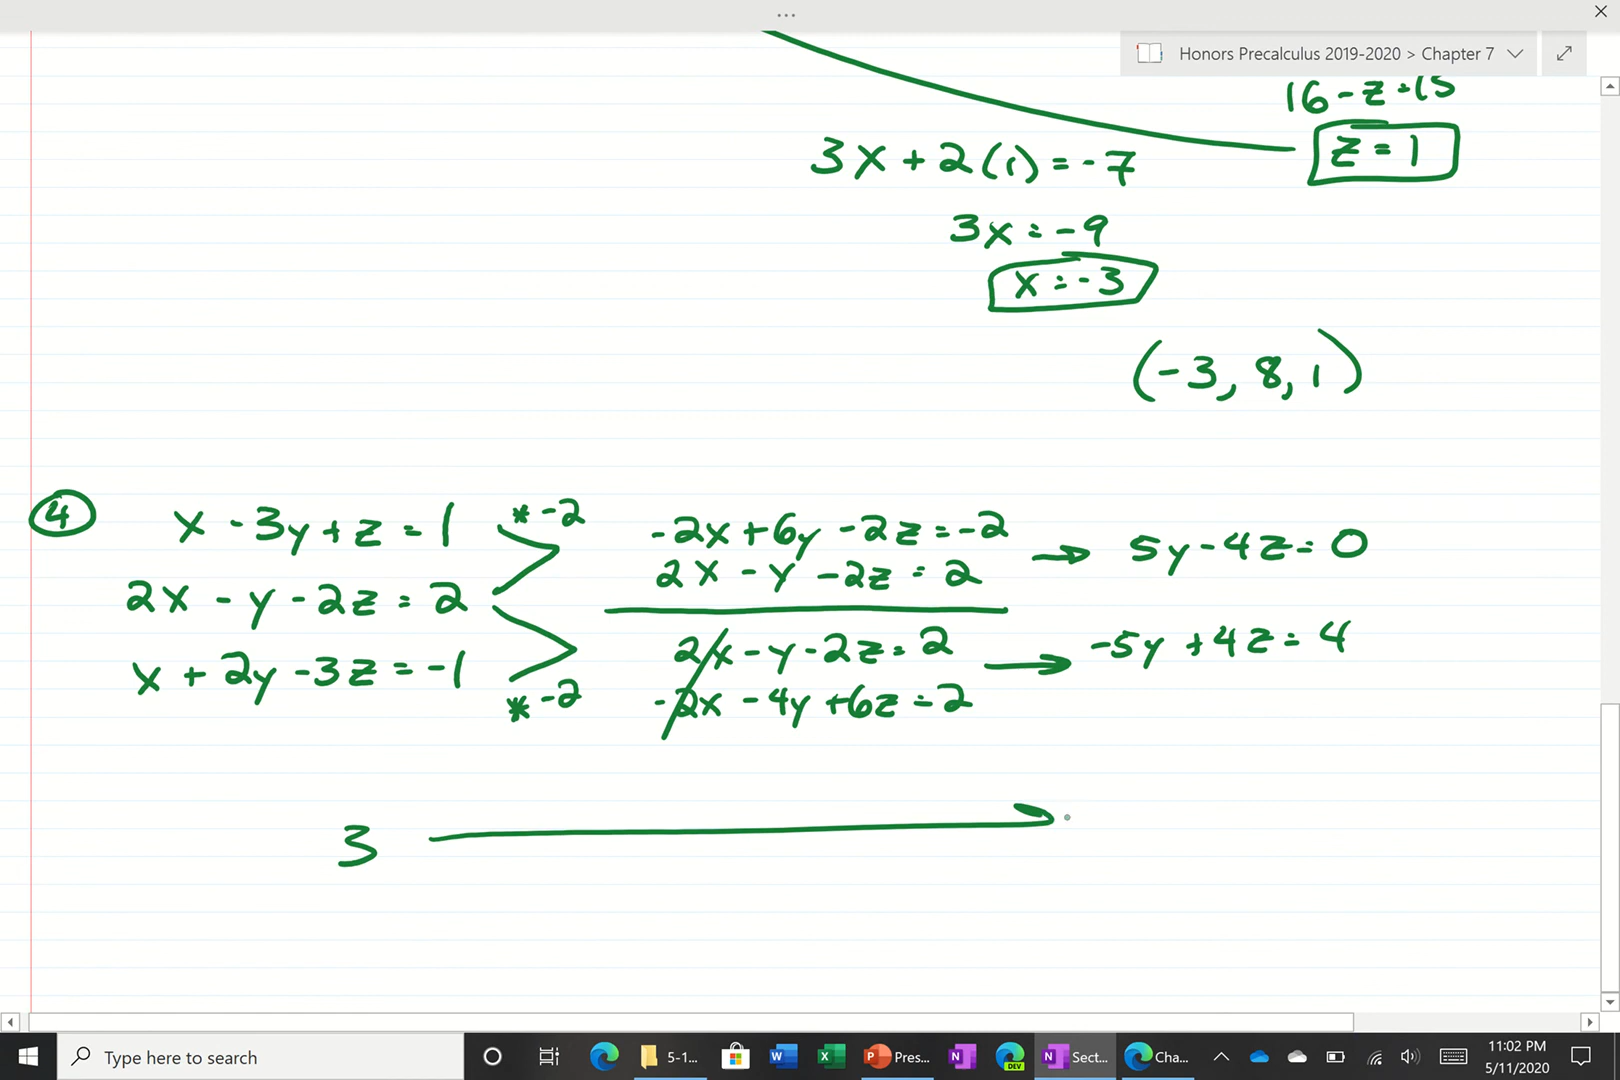 Honors Precalculus 2019-2020 > Chapter 7
16 - z = 15
z = 1
3x + 2(1) = -7
3x = -9
x = -3
(-3, 8, 1)
4
x - 3y + z = 1
2x - y - 2z = 2
x + 2y - 3z = -1
* -2
* -2
-2x + 6y - 2z = -2
2x - y - 2z = 2
→ 5y - 4z = 0
2x - y - 2z = 2
-2x - 4y + 6z = 2
→ -5y + 4z = 4
3
Type here to search
5-1...
Pres...
DEV
Sect...
Cha...
11:02 PM
5/11/2020